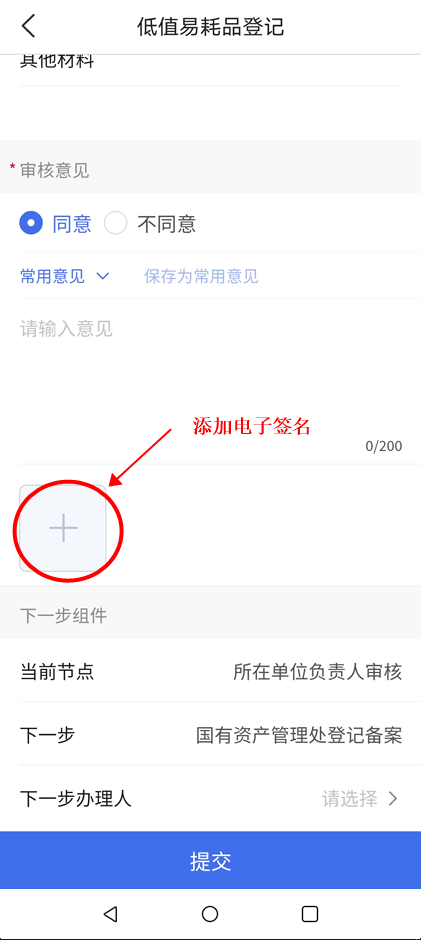 低值易耗品登记
其他材料
* 审核意见
同意 不同意
常用意见 保存为常用意见
请输入意见
添加电子签名
0/200
下一步组件
当前节点 所在单位负责人审核
下一步 国有资产管理处登记备案
下一步办理人 请选择
提交